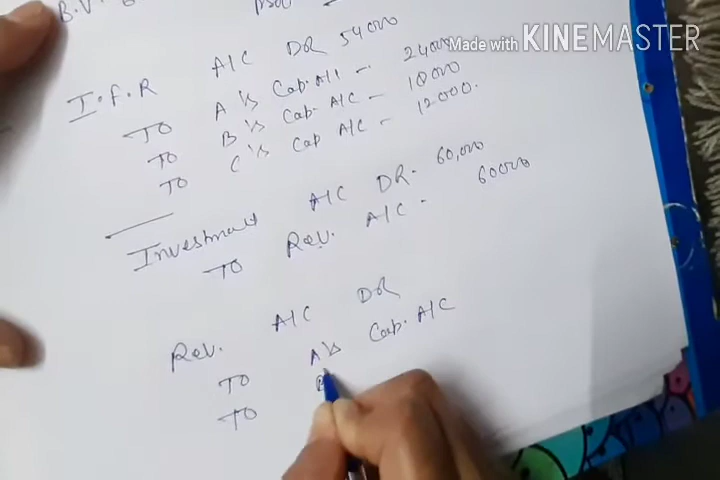 B.V.
Made with KINEMASTER
I.F.R A/C DR 54000
TO A's Cap. A/C - 24000
TO B's Cap. A/C - 18000
TO C's Cap A/C - 12000.
Investment A/C DR. 60,000
TO Rev. A/C - 60000
Rev. A/C DR
TO A's Cap. A/C
TO